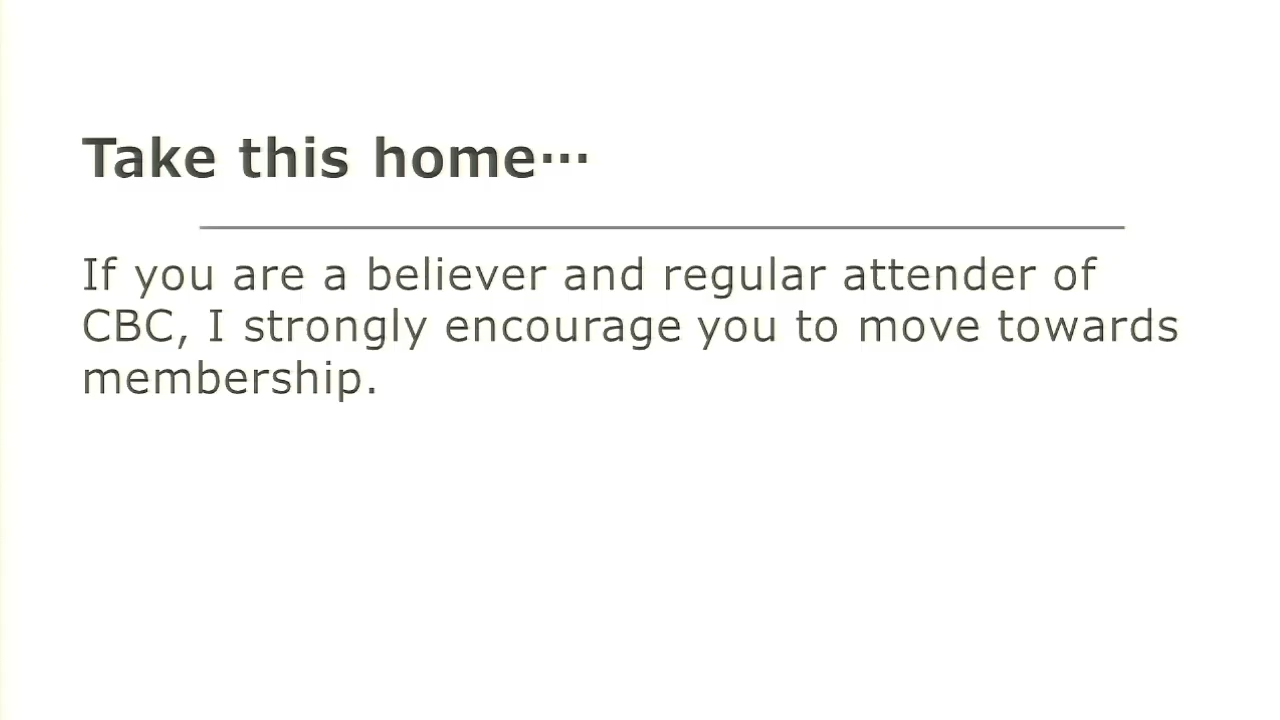 Take this home…
If you are a believer and regular attender of
CBC, I strongly encourage you to move towards
membership.